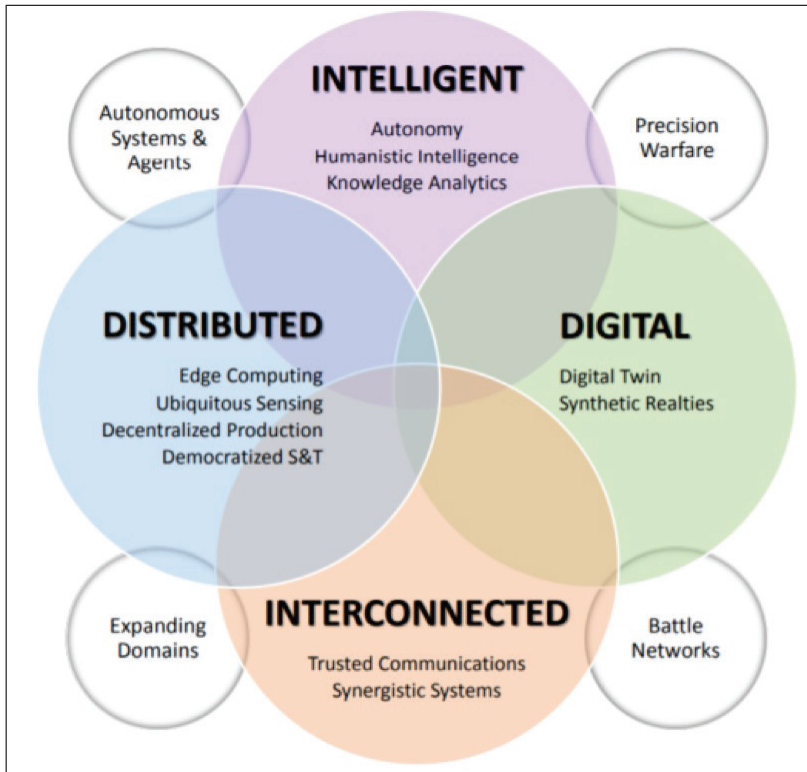 INTELLIGENT
Autonomy
Humanistic Intelligence
Knowledge Analytics
Autonomous
Systems &
Agents
Precision
Warfare
DISTRIBUTED
Edge Computing
Ubiquitous Sensing
Decentralized Production
Democratized S&T
DIGITAL
Digital Twin
Synthetic Realties
INTERCONNECTED
Trusted Communications
Synergistic Systems
Expanding
Domains
Battle
Networks